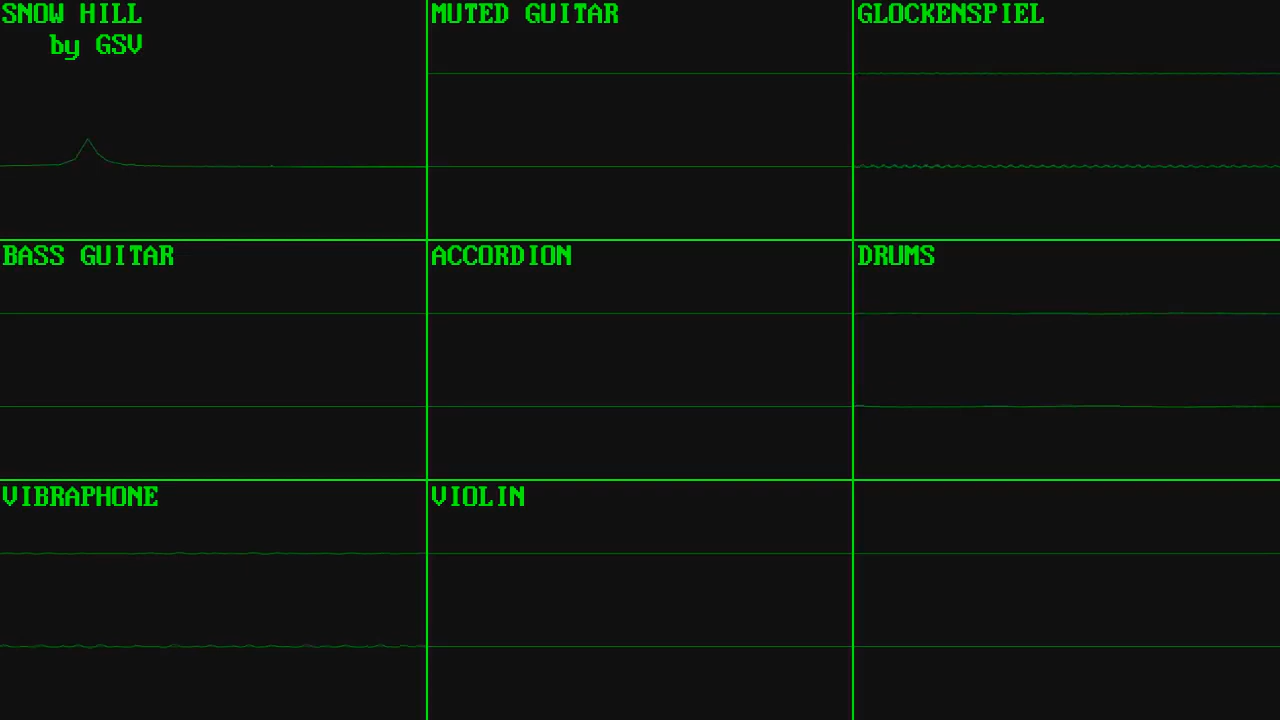 SNOW HILL
by GSV
MUTED GUITAR
GLOCKENSPIEL
BASS GUITAR
ACCORDION
DRUMS
VIBRAPHONE
VIOLIN